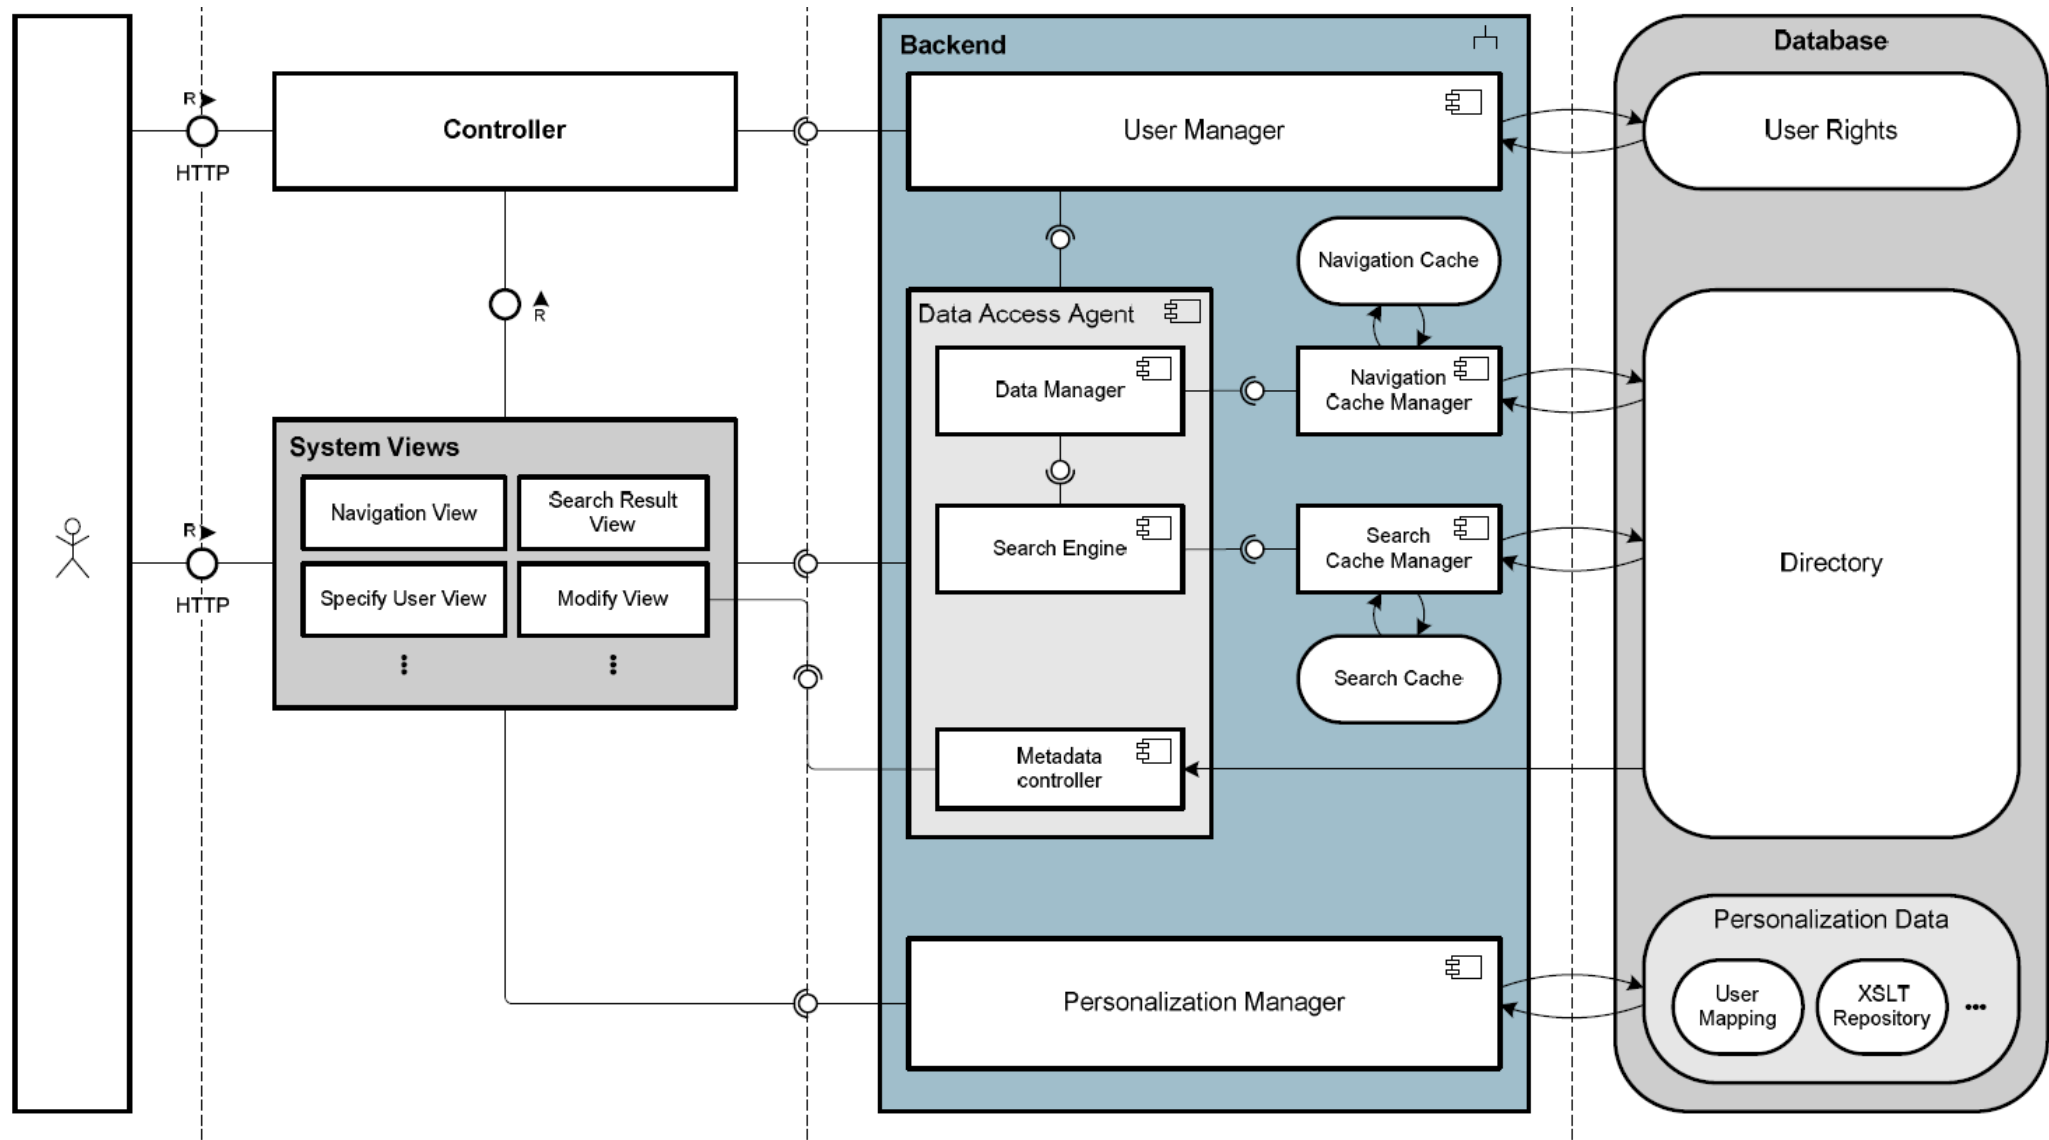 Backend
Database
R
HTTP
Controller
User Manager
User Rights
Navigation Cache
R
Data Access Agent
Data Manager
Navigation
Cache Manager
System Views
Navigation View
Search Result
View
Specify User View
Modify View
R
HTTP
Search Engine
Search
Cache Manager
Directory
Search Cache
Metadata
controller
Personalization Manager
Personalization Data
User
Mapping
XSLT
Repository